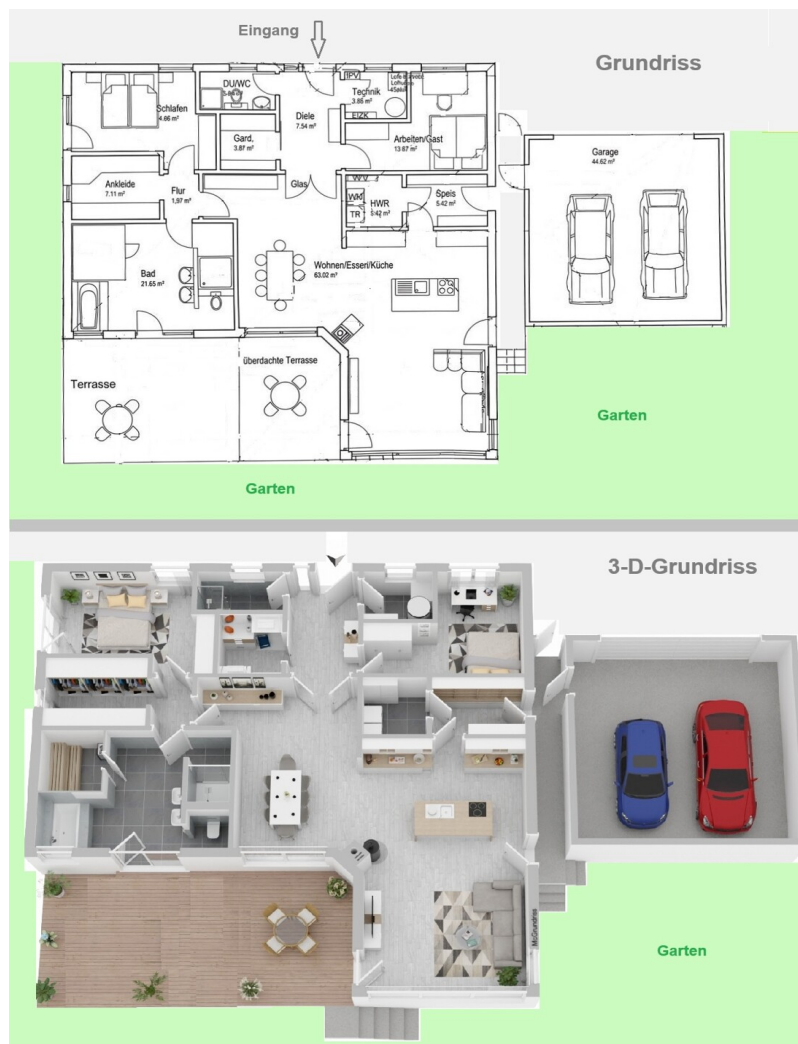 Eingang
Grundriss
DU/WC
Technik
3.85 m²
Schlafen
4.66 m²
Diele
7.54 m²
EIZK
Gard.
3.87 m²
Arbeiten/Gast
13.67 m²
Garage
44.62 m²
Ankleide
7.11 m²
Flur
1,97 m²
Glas
WV
WM
TR
HWR
5.42 m²
Speis
5.42 m²
Bad
21.65 m²
Wohnen/Essen/Küche
63.02 m²
Terrasse
überdachte Terrasse
Garten
Garten
3-D-Grundriss
McGrundriss
Garten